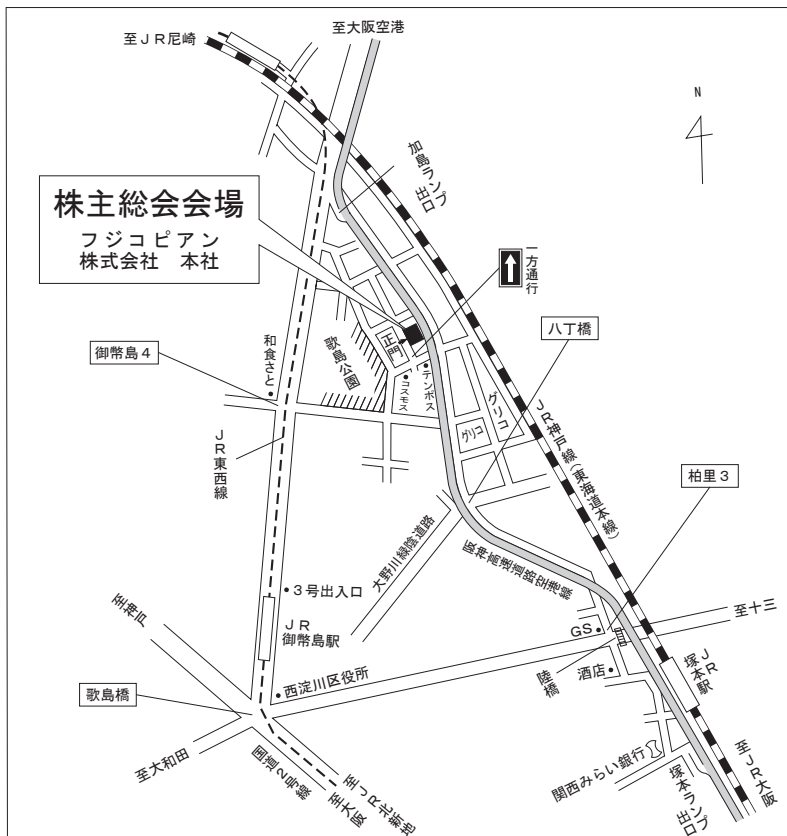 至JR尼崎
至大阪空港
N
加島ランプ
出口
株主総会会場
フジコピアン
株式会社 本社
一方通行
八丁橋
御幣島4
和食さと
歌島公園
正門
コスモス
テンポス
グリコ
グリコ
JR神戸線(東海道本線)
柏里3
JR東西線
大野川緑陰道路
阪神高速道路空港線
3号出入口
JR
御幣島駅
至神戸
至十三
GS
陸橋
酒店
JR
塚本駅
西淀川区役所
歌島橋
至大和田
国道2号線
至大阪
至JR北新地
関西みらい銀行
塚本ランプ
出口
至JR大阪